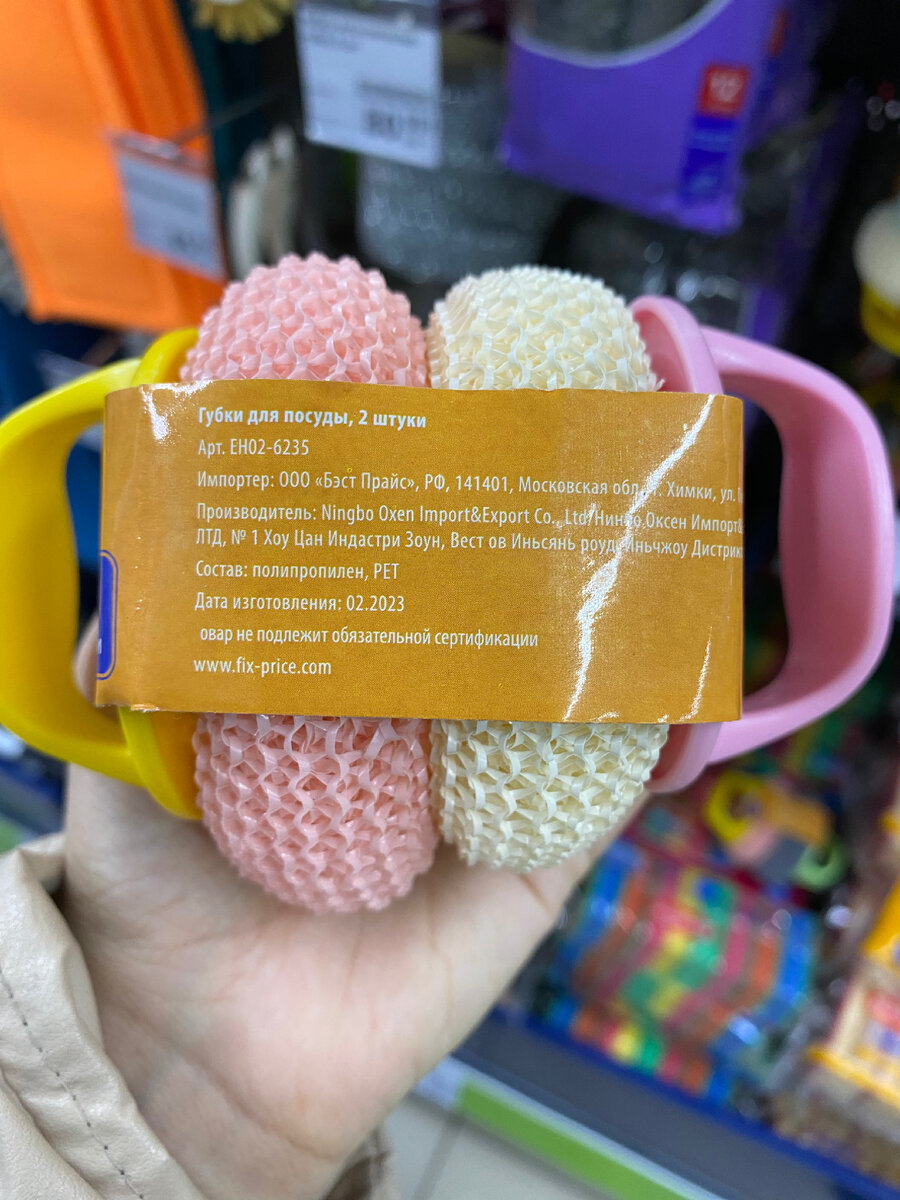 Губки для посуды, 2 штуки
Арт. EH02-6235
Импортер: ООО «Бэст Прайс», РФ, 141401, Московская обл., г. Химки, ул.
Производитель: Ningbo Oxen Import&Export Co., Ltd/Нингбо Оксен Импорт&
ЛТД, № 1 Хоу Цан Индастри Зоун, Вест ов Иньсянь роуд, Иньчжоу Дистрик
Состав: полипропилен, PET
Дата изготовления: 02.2023
овар не подлежит обязательной сертификации
www.fix-price.com